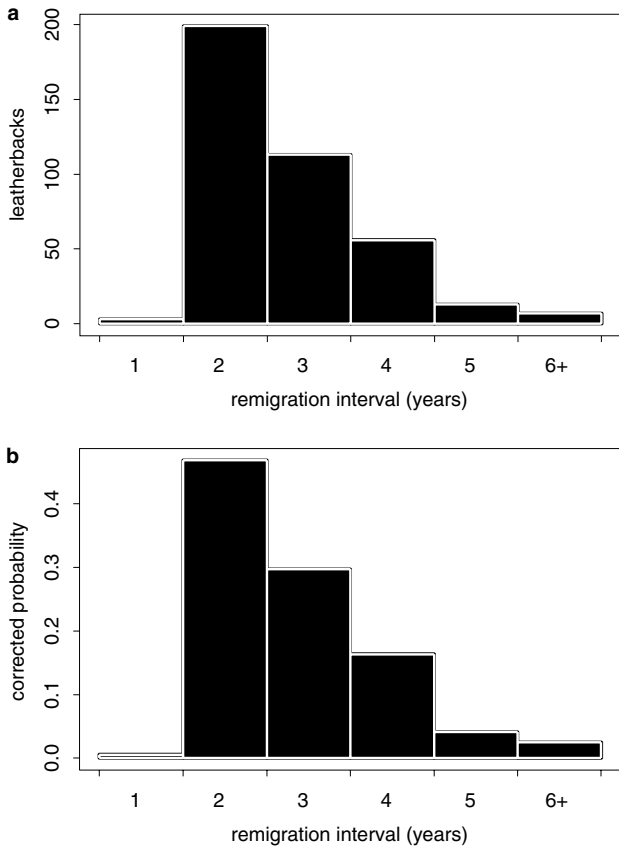 a
leatherbacks
200
150
100
50
0
1 2 3 4 5 6+
remigration interval (years)
b
corrected probability
0.4
0.3
0.2
0.1
0.0
1 2 3 4 5 6+
remigration interval (years)